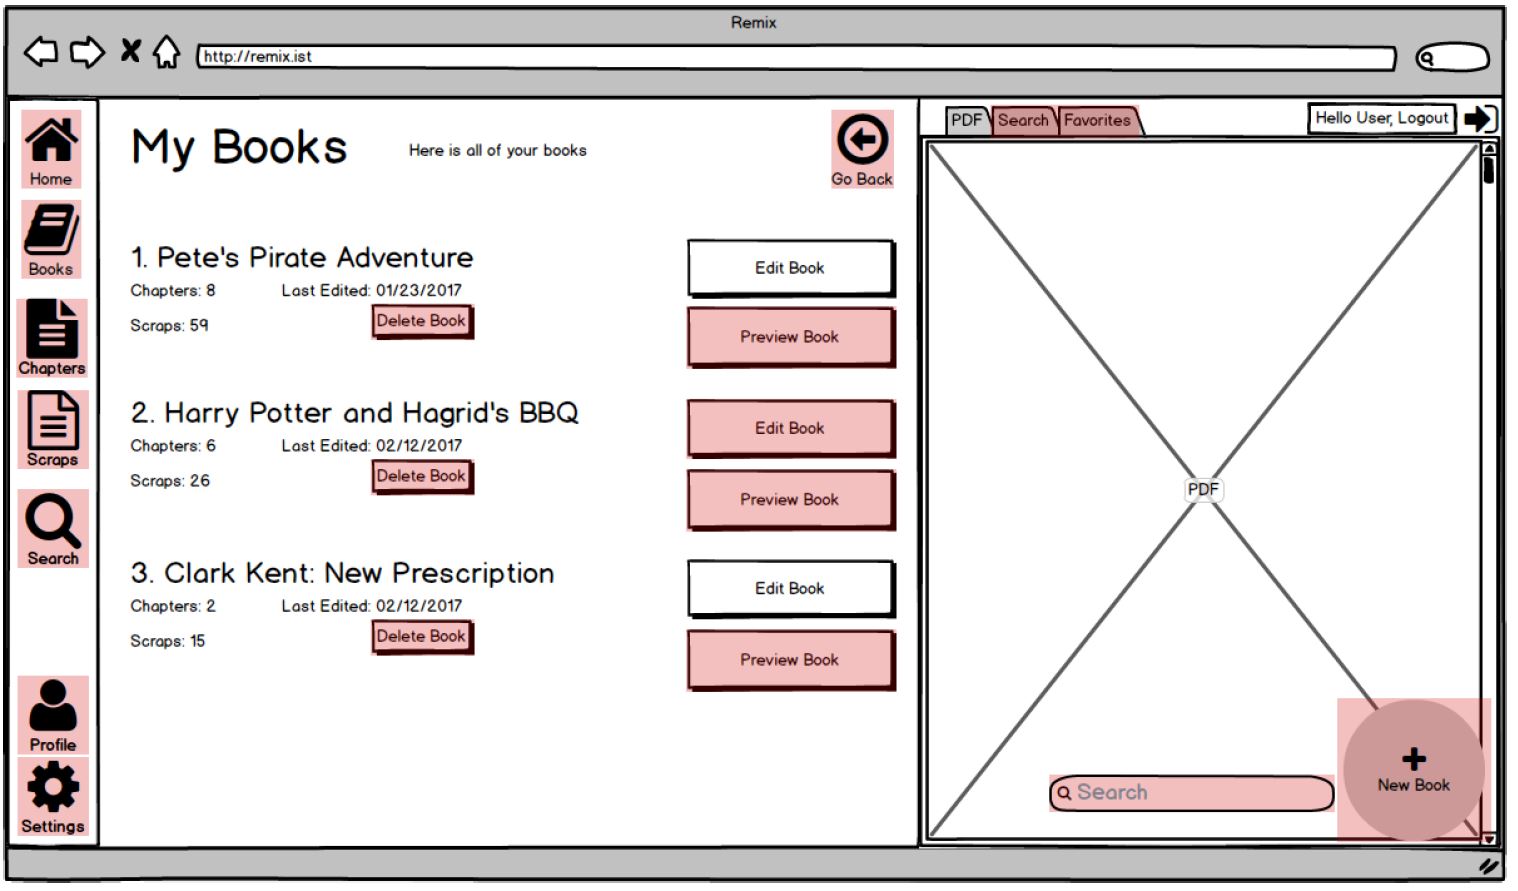 Remix
http://remix.ist
Home
Books
Chapters
Scraps
Search
Profile
Settings
My Books
Here is all of your books
Go Back
1. Pete's Pirate Adventure
Chapters: 8 Last Edited: 01/23/2017
Scraps: 59
Delete Book
Edit Book
Preview Book
2. Harry Potter and Hagrid's BBQ
Chapters: 6 Last Edited: 02/12/2017
Scraps: 26
Delete Book
Edit Book
Preview Book
3. Clark Kent: New Prescription
Chapters: 2 Last Edited: 02/12/2017
Scraps: 15
Delete Book
Edit Book
Preview Book
PDF Search Favorites
Hello User, Logout
PDF
Search
New Book